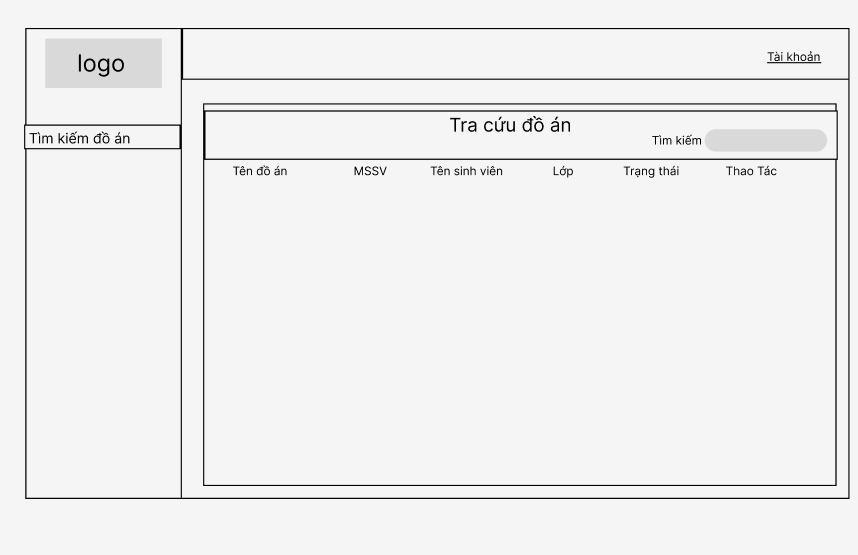 logo
Tài khoản
Tìm kiếm đồ án
Tra cứu đồ án
Tìm kiếm
Tên đồ án MSSV Tên sinh viên Lớp Trạng thái Thao Tác